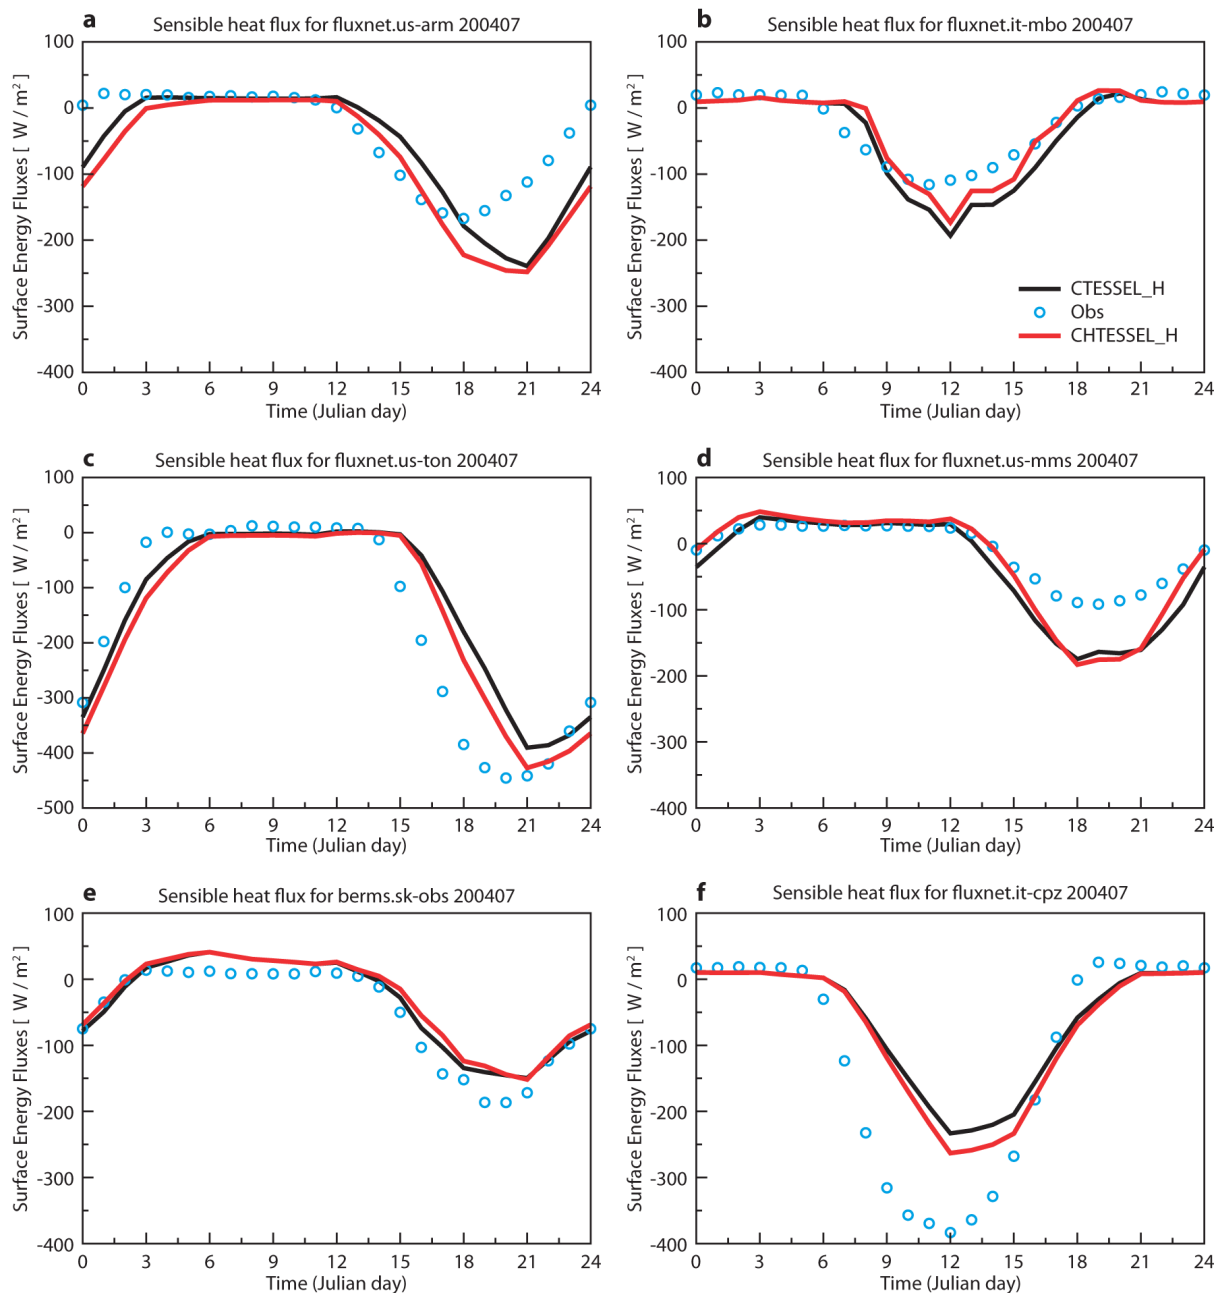 a Sensible heat flux for fluxnet.us-arm 200407
Surface Energy Fluxes [ W / m² ]
100
0
-100
-200
-300
-400
0 3 6 9 12 15 18 21 24
Time (Julian day)
b Sensible heat flux for fluxnet.it-mbo 200407
Surface Energy Fluxes [ W / m² ]
100
0
-100
-200
-300
-400
CTESSEL_H
Obs
CHTESSEL_H
0 3 6 9 12 15 18 21 24
Time (Julian day)
c Sensible heat flux for fluxnet.us-ton 200407
Surface Energy Fluxes [ W / m² ]
100
0
-100
-200
-300
-400
-500
0 3 6 9 12 15 18 21 24
Time (Julian day)
d Sensible heat flux for fluxnet.us-mms 200407
Surface Energy Fluxes [ W / m² ]
100
0
-100
-200
-300
-400
0 3 6 9 12 15 18 21 24
Time (Julian day)
e Sensible heat flux for berms.sk-obs 200407
Surface Energy Fluxes [ W / m² ]
100
0
-100
-200
-300
-400
0 3 6 9 12 15 18 21 24
Time (Julian day)
f Sensible heat flux for fluxnet.it-cpz 200407
Surface Energy Fluxes [ W / m² ]
100
0
-100
-200
-300
-400
0 3 6 9 12 15 18 21 24
Time (Julian day)